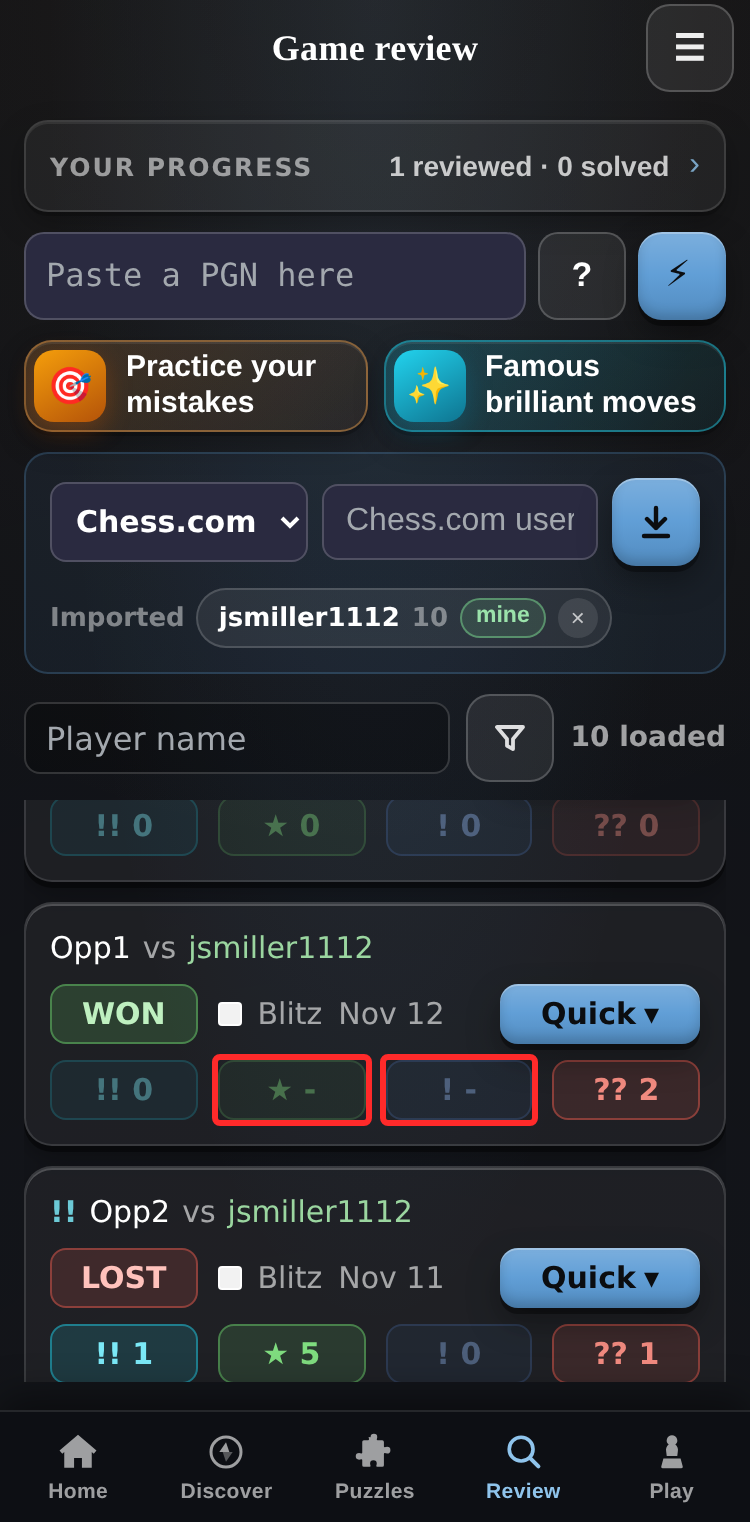 Game review
YOUR PROGRESS 1 reviewed · 0 solved ›
Paste a PGN here ? ⚡
Practice your mistakes
Famous brilliant moves
Chess.com Chess.com user
Imported jsmiller1112 10 mine ×
Player name 10 loaded
!! 0 ★ 0 ! 0 ?? 0
Opp1 vs jsmiller1112
WON Blitz Nov 12 Quick ▾
!! 0 ★ - ! - ?? 2
!! Opp2 vs jsmiller1112
LOST Blitz Nov 11 Quick ▾
!! 1 ★ 5 ! 0 ?? 1
Home Discover Puzzles Review Play